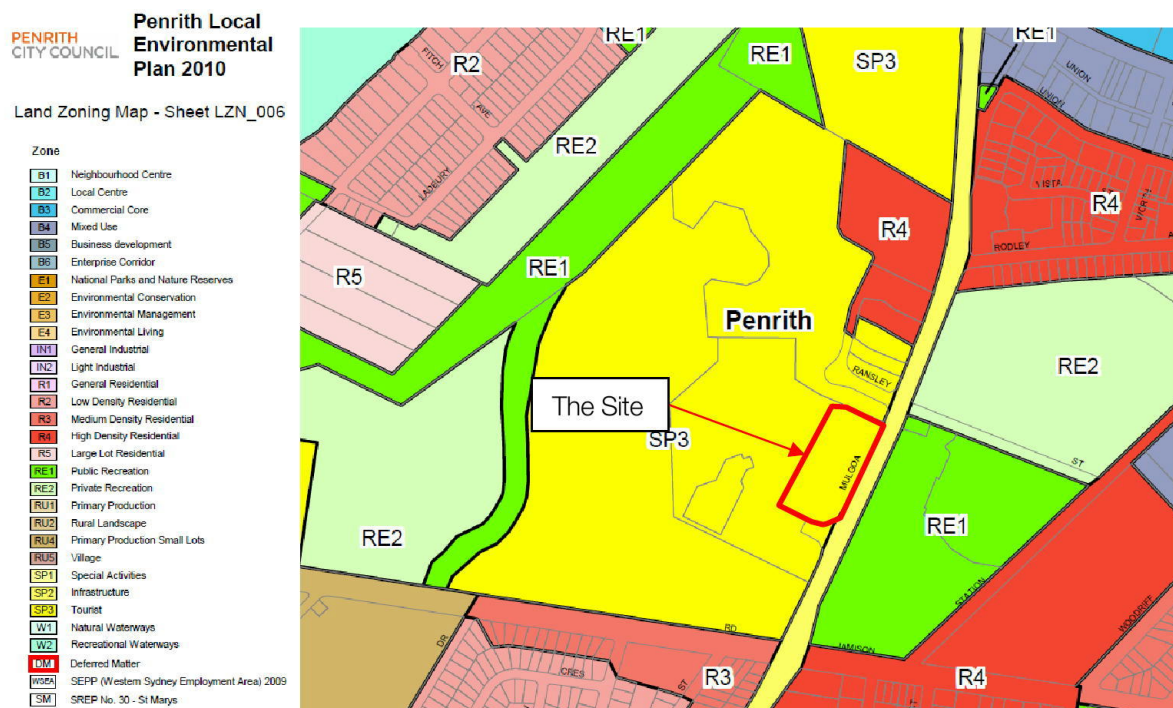 PENRITH
CITY COUNCIL
Penrith Local
Environmental
Plan 2010
Land Zoning Map - Sheet LZN_006
Zone
B1 Neighbourhood Centre
B2 Local Centre
B3 Commercial Core
B4 Mixed Use
B5 Business development
B6 Enterprise Corridor
E1 National Parks and Nature Reserves
E2 Environmental Conservation
E3 Environmental Management
E4 Environmental Living
IN1 General Industrial
IN2 Light Industrial
R1 General Residential
R2 Low Density Residential
R3 Medium Density Residential
R4 High Density Residential
R5 Large Lot Residential
RE1 Public Recreation
RE2 Private Recreation
RU1 Primary Production
RU2 Rural Landscape
RU4 Primary Production Small Lots
RU5 Village
SP1 Special Activities
SP2 Infrastructure
SP3 Tourist
W1 Natural Waterways
W2 Recreational Waterways
DM Deferred Matter
WSEA SEPP (Western Sydney Employment Area) 2009
SM SREP No. 30 - St Marys
RE1
RE1
R2
RE1
SP3
PITCH
AVE
LADBURY
UNION
UNION
RE2
VISTA
R4
RODLEY
R4
R5
RE1
Penrith
RANSLEY
RE2
The Site
SP3
MULGOA
ST
RE1
RE2
STATION
WOODRIFF
RD
JAMISON
DR
CRES
ST
R3
R4